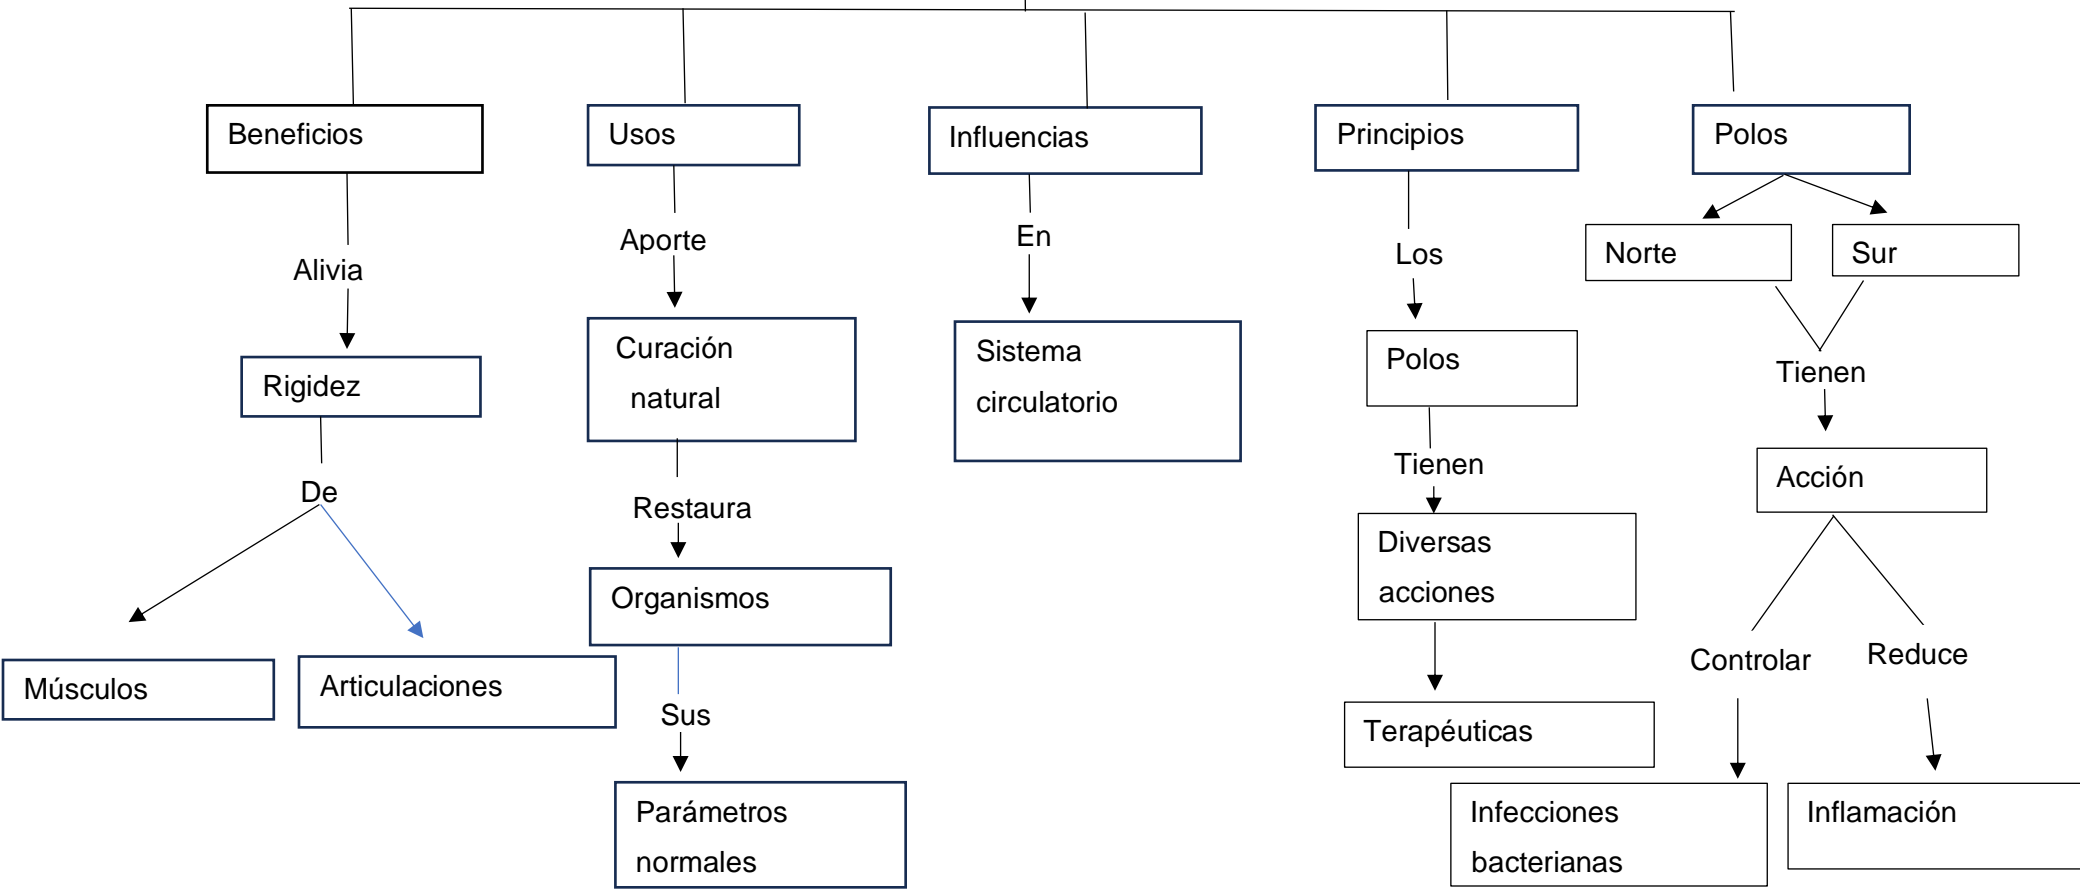 Beneficios
Usos
Influencias
Principios
Polos
Aporte
En
Los
Norte
Sur
Alivia
Curación
natural
Sistema
circulatorio
Polos
Tienen
Rigidez
Tienen
Acción
De
Restaura
Diversas
acciones
Organismos
Controlar
Reduce
Músculos
Articulaciones
Sus
Terapéuticas
Parámetros
normales
Infecciones
bacterianas
Inflamación